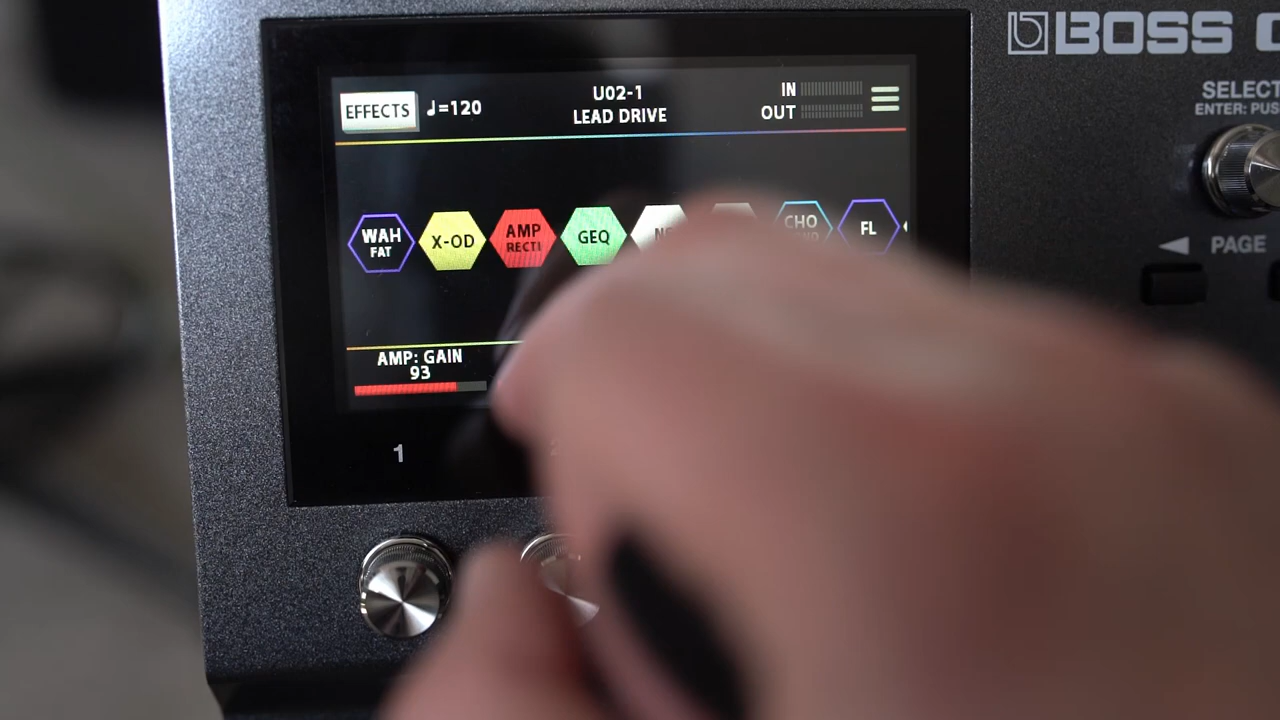 BOSS
SELECT
ENTER: PUS
PAGE
EFFECTS
♩=120
U02-1
LEAD DRIVE
IN
OUT
WAH
FAT
X-OD
AMP
RECTI
GEQ
CHO
FL
AMP: GAIN
93
1